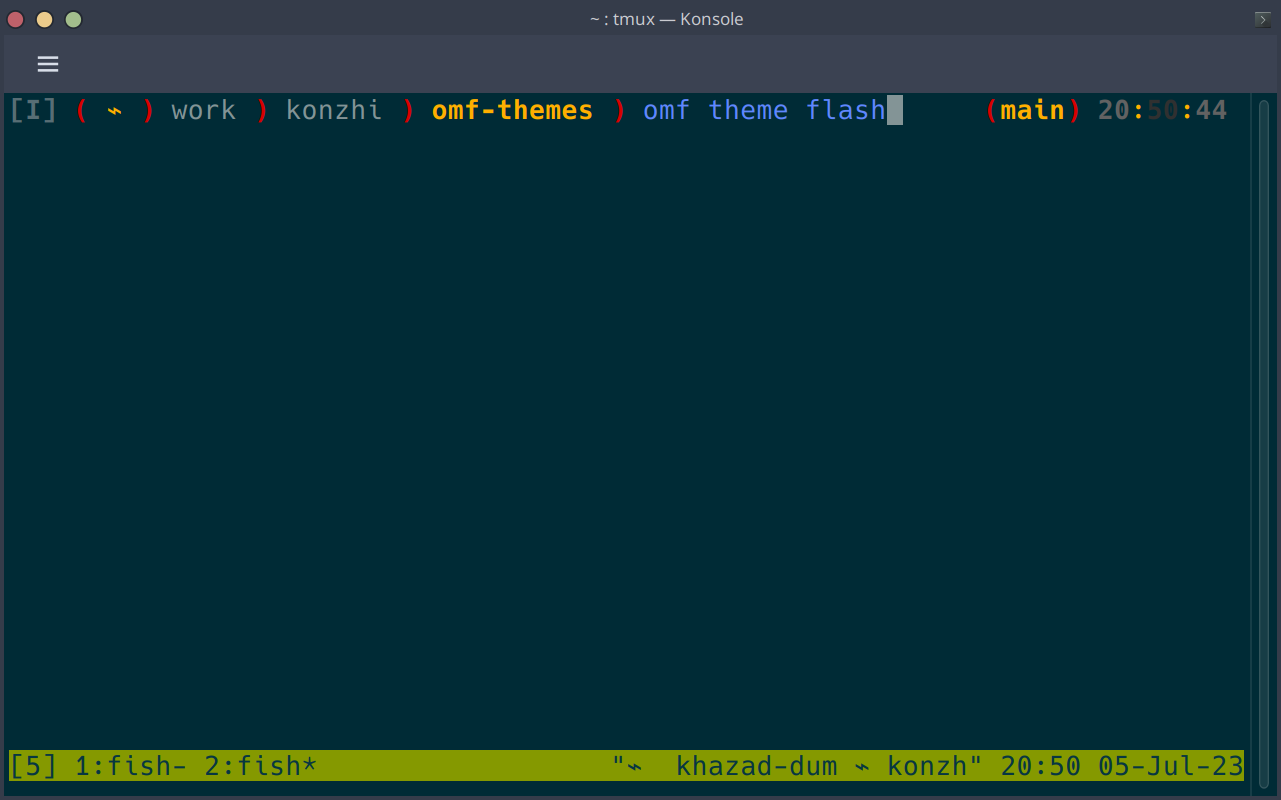 ~ : tmux — Konsole
[I] ( ⌁ ) work ) konzhi ) omf-themes ) omf theme flash (main) 20:50:44
[5] 1:fish- 2:fish* "⌁ khazad-dum ⌁ konzh" 20:50 05-Jul-23